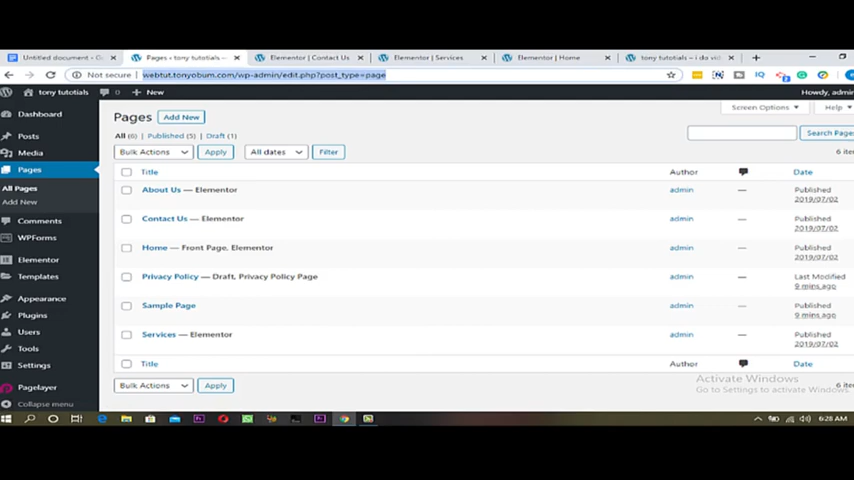 Untitled document - G
Pages ‹ tony tutotials —
Elementor | Contact Us
Elementor | Services
Elementor | Home
tony tutotials – i do vid
Not secure
webtut.tonyobum.com/wp-admin/edit.php?post_type=page
tony tutotials
0
+ New
Howdy, admin
Dashboard
Posts
Media
Pages
All Pages
Add New
Comments
WPForms
Elementor
Templates
Appearance
Plugins
Users
Tools
Settings
Pagelayer
Collapse menu
Screen Options
Help
Pages
Add New
All (6) | Published (5) | Draft (1)
Search Pages
Bulk Actions
Apply
All dates
Filter
6 iter
Title
Author
Date
About Us — Elementor
admin
—
Published
2019/07/02
Contact Us — Elementor
admin
—
Published
2019/07/02
Home — Front Page, Elementor
admin
—
Published
2019/07/02
Privacy Policy — Draft, Privacy Policy Page
admin
—
Last Modified
9 mins ago
Sample Page
admin
—
Published
9 mins ago
Services — Elementor
admin
—
Published
2019/07/02
Title
Author
Date
Bulk Actions
Apply
6 iter
Activate Windows
Go to Settings to activate Windows.
6:28 AM